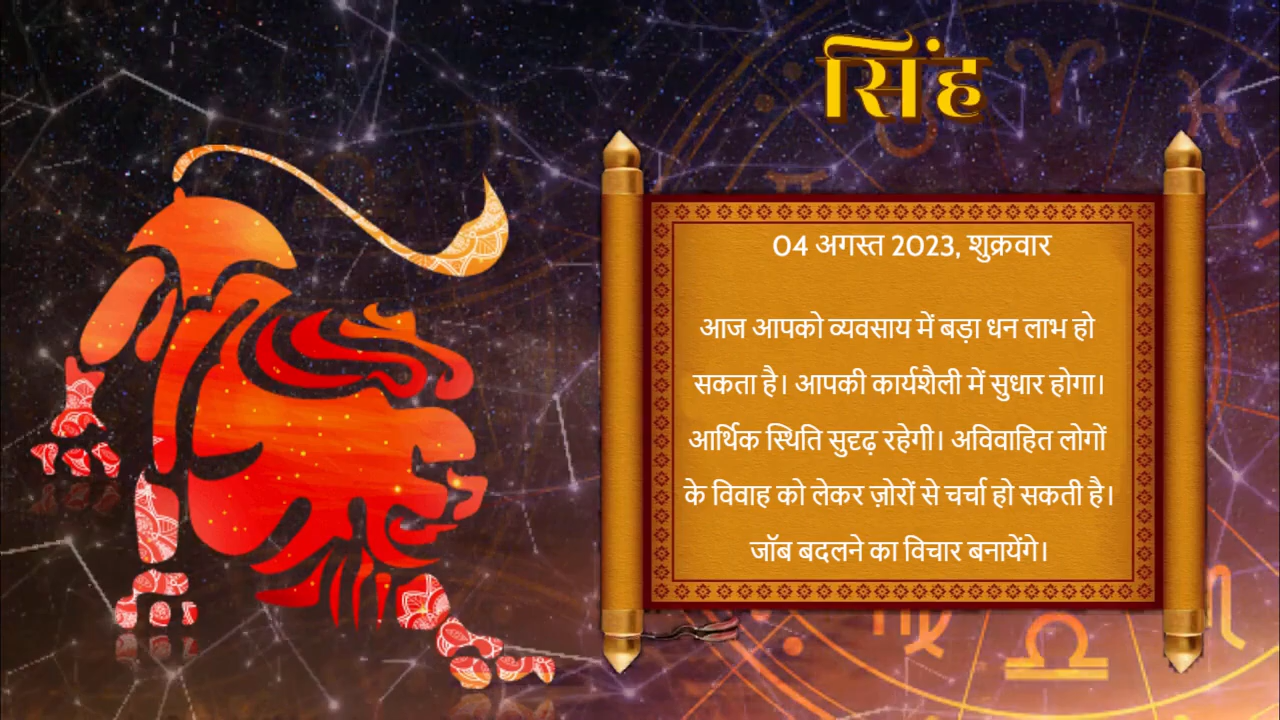 सिंह
04 अगस्त 2023, शुक्रवार
आज आपको व्यवसाय में बड़ा धन लाभ हो
सकता है। आपकी कार्यशैली में सुधार होगा।
आर्थिक स्थिति सुदृढ़ रहेगी। अविवाहित लोगों
के विवाह को लेकर ज़ोरों से चर्चा हो सकती है।
जॉब बदलने का विचार बनायेंगे।